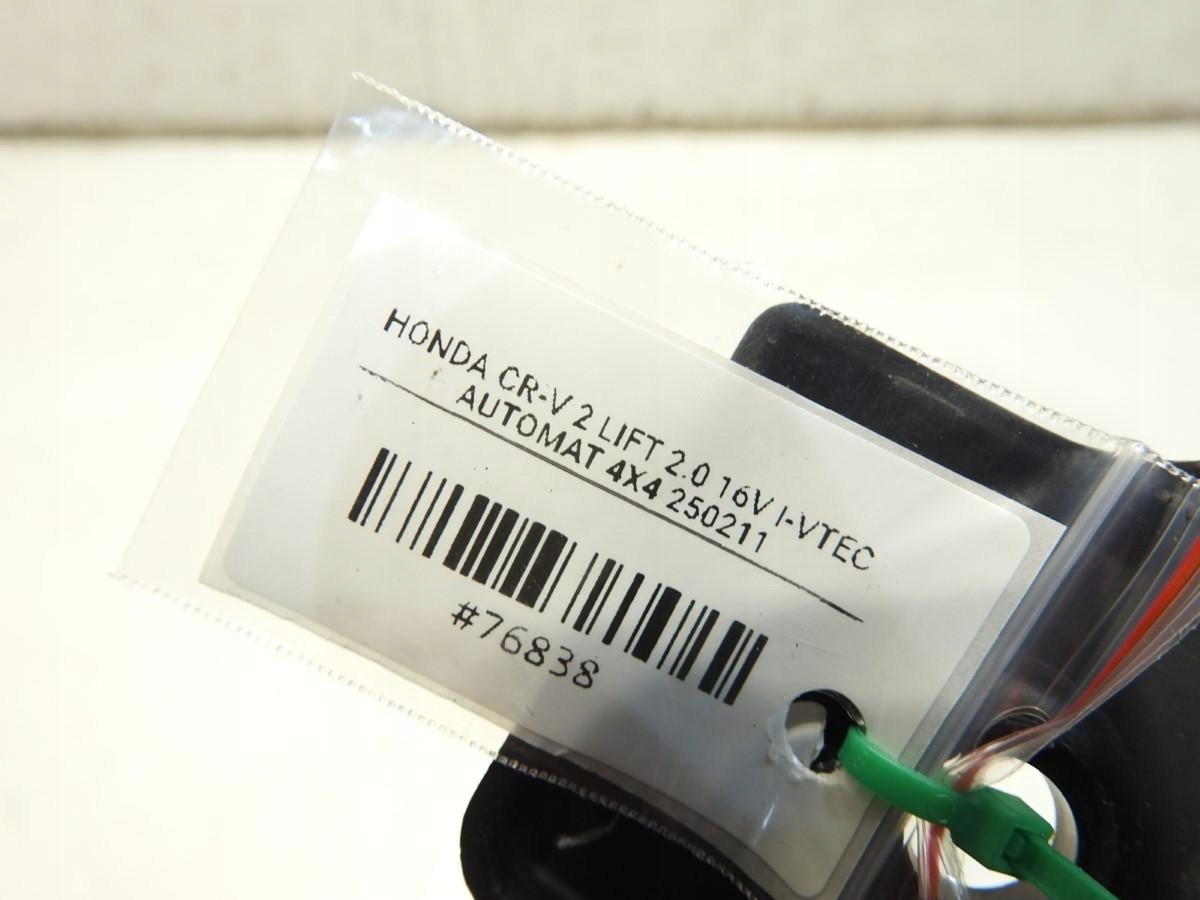 HONDA CR-V 2 LIFT 2.0 16V I-VTEC
AUTOMAT 4X4 250211
#76838